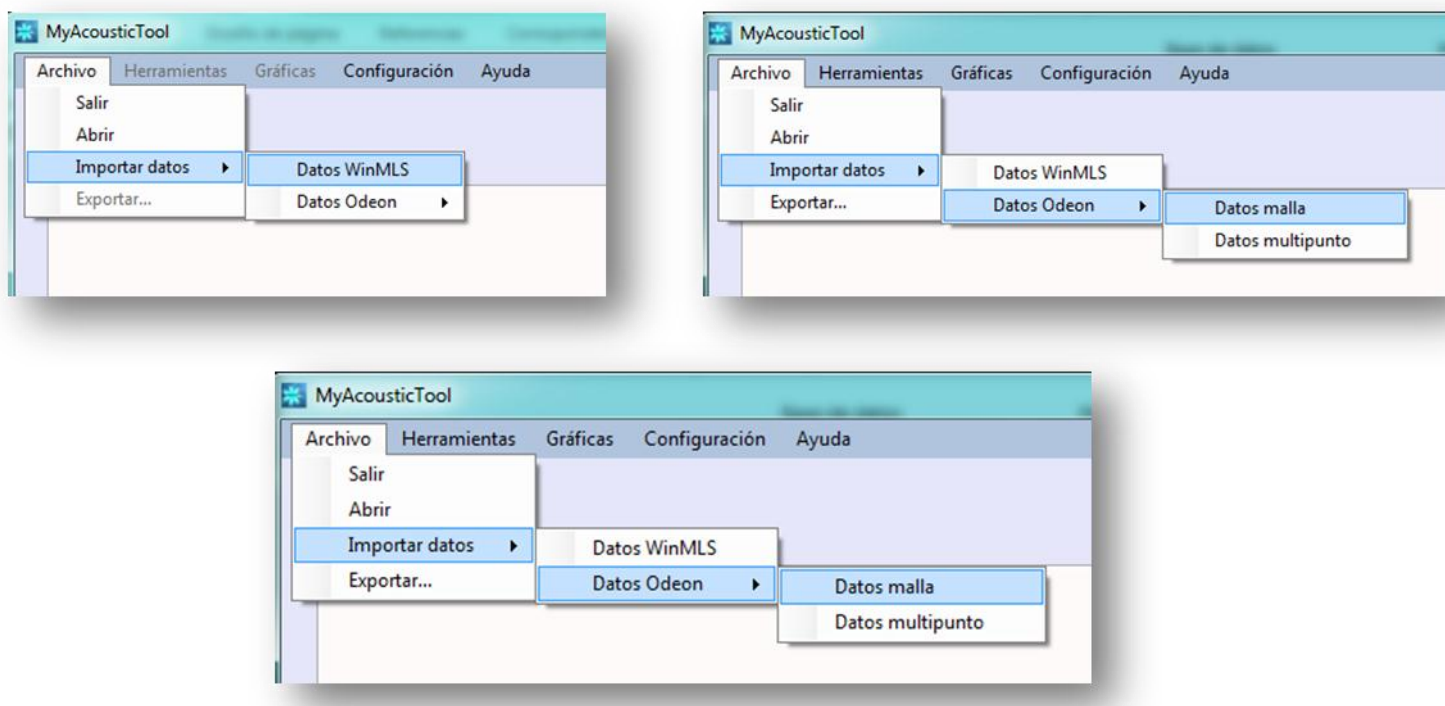 MyAcousticTool
Archivo Herramientas Gráficas Configuración Ayuda
Salir
Abrir
Importar datos
Exportar...
Datos WinMLS
Datos Odeon
MyAcousticTool
Archivo Herramientas Gráficas Configuración Ayuda
Salir
Abrir
Importar datos
Exportar...
Datos WinMLS
Datos Odeon
Datos malla
Datos multipunto
MyAcousticTool
Archivo Herramientas Gráficas Configuración Ayuda
Salir
Abrir
Importar datos
Exportar...
Datos WinMLS
Datos Odeon
Datos malla
Datos multipunto